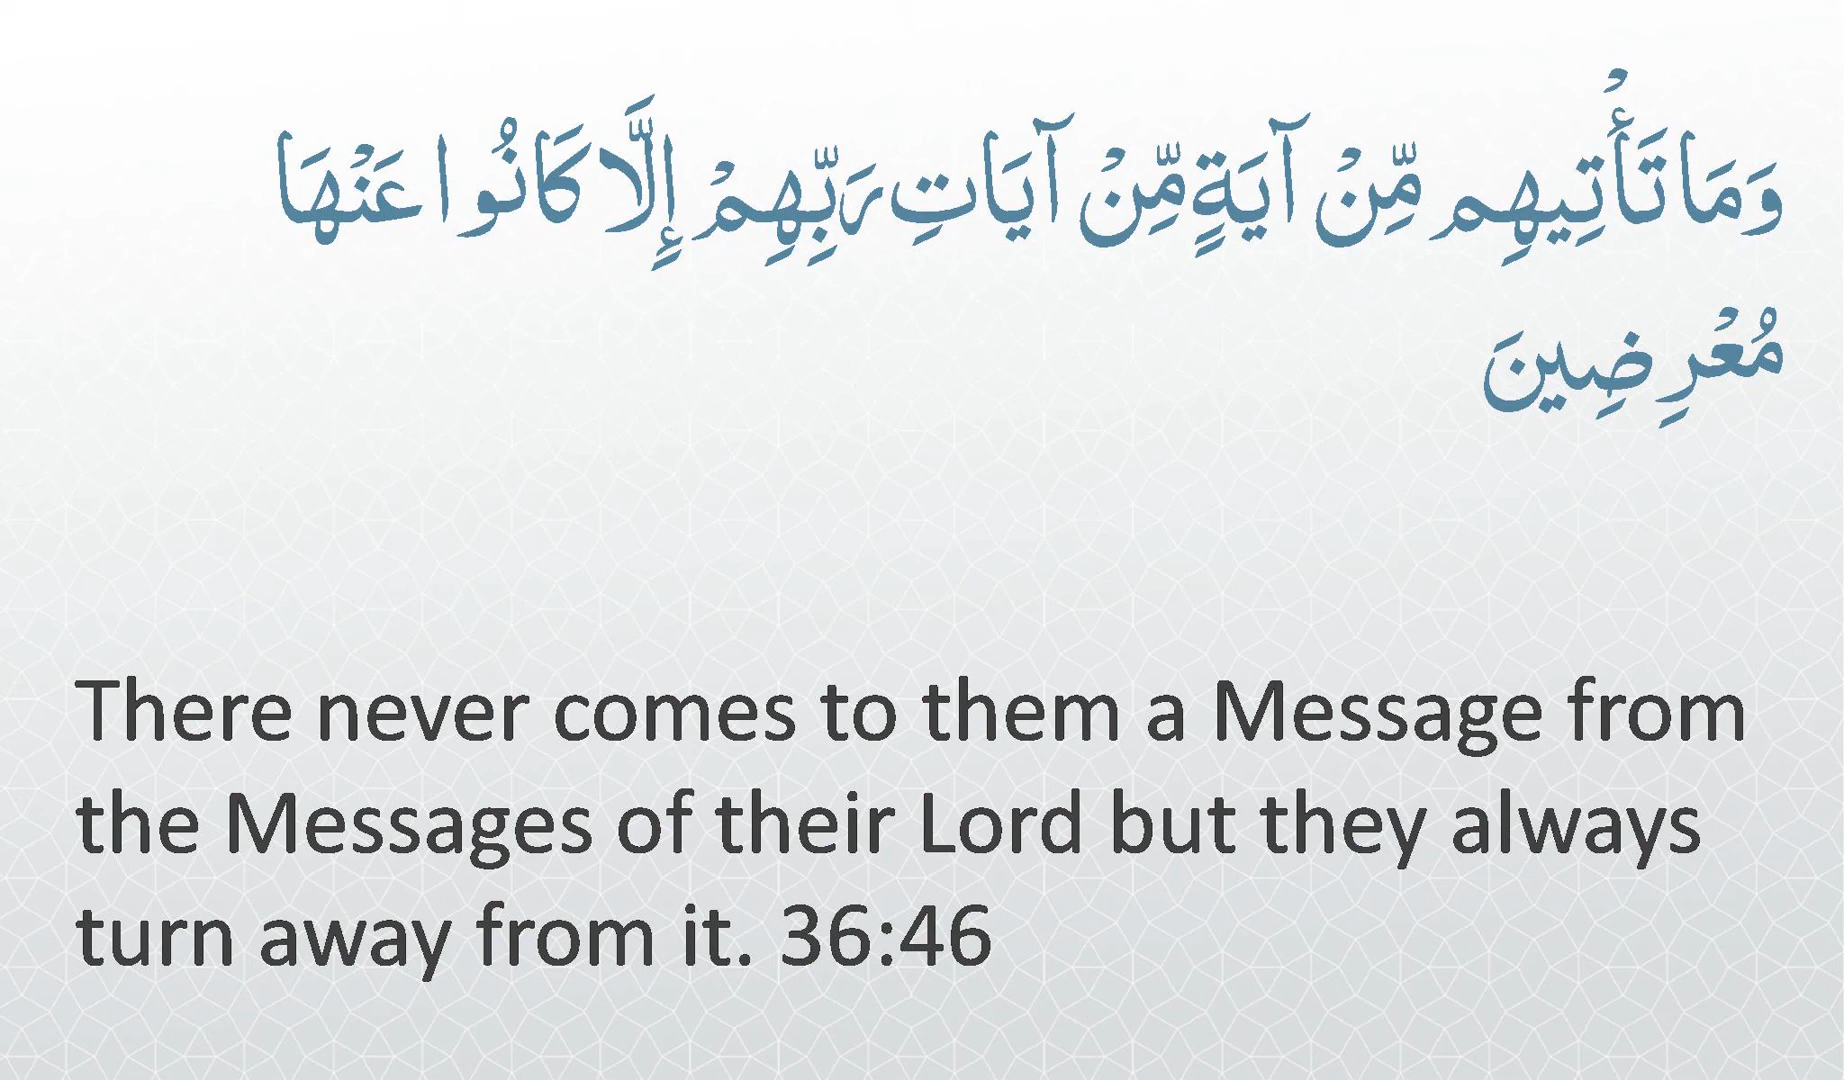 وَمَا تَأْتِيهِم مِّنْ آيَةٍ مِّنْ آيَاتِ رَبِّهِمْ إِلَّا كَانُوا عَنْهَا
مُعْرِضِينَ
There never comes to them a Message from
the Messages of their Lord but they always
turn away from it. 36:46